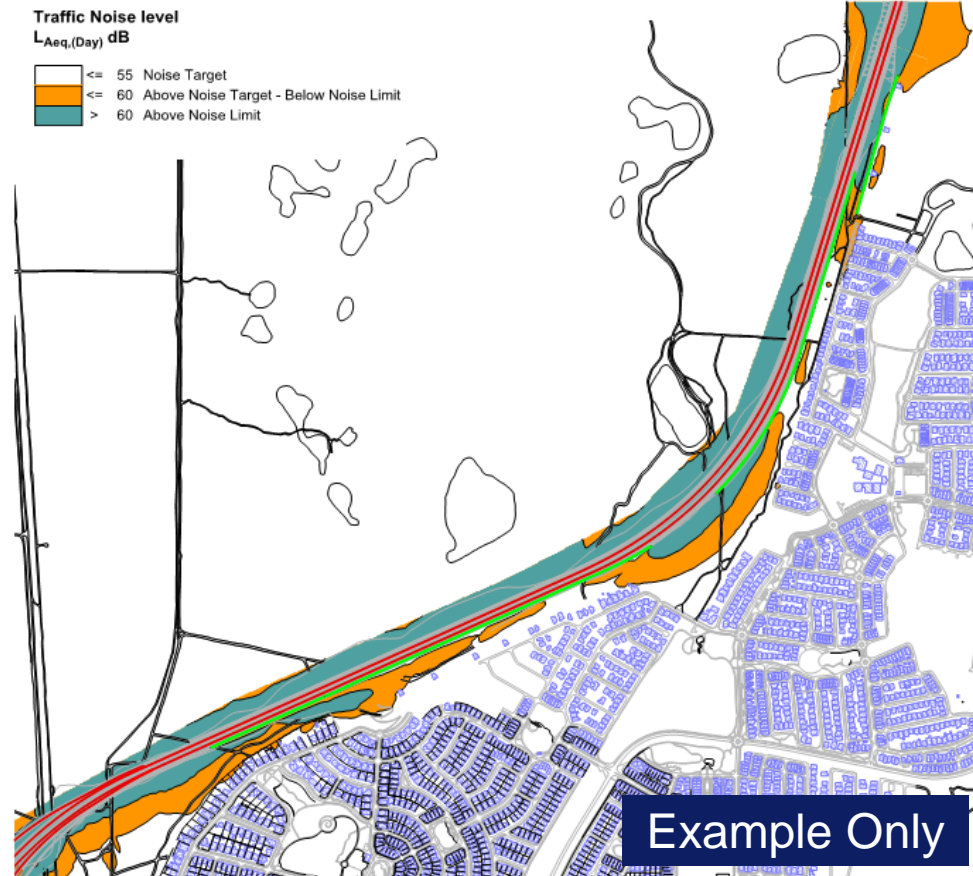 Traffic Noise level
LAeq,(Day) dB
<= 55 Noise Target
<= 60 Above Noise Target - Below Noise Limit
> 60 Above Noise Limit
Example Only